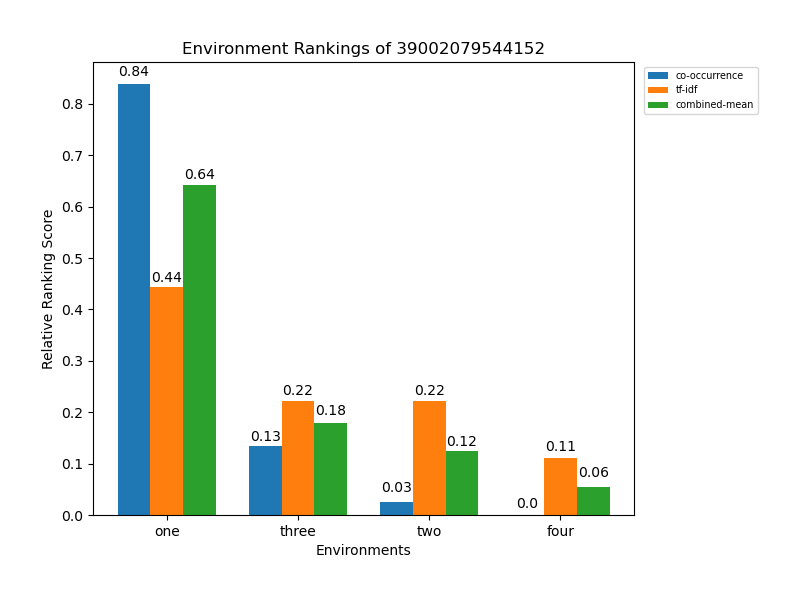 Environment Rankings of 39002079544152
co-occurrence
tf-idf
combined-mean
Relative Ranking Score
0.8
0.7
0.6
0.5
0.4
0.3
0.2
0.1
0.0
0.84
0.44
0.64
0.13
0.22
0.18
0.03
0.22
0.12
0.0
0.11
0.06
one
three
two
four
Environments